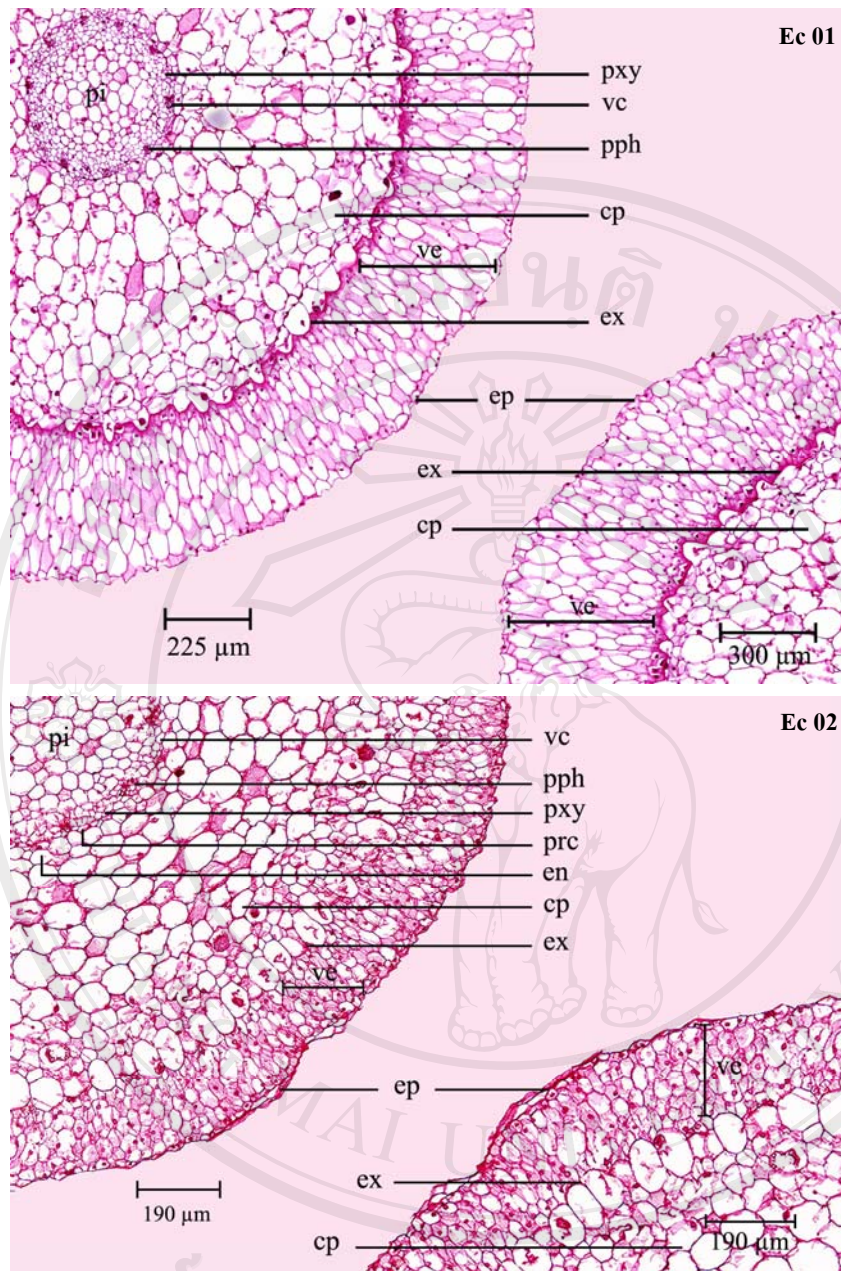 Ec 01
pxy
pi
vc
pph
cp
ve
ex
ep
ex
cp
ve
225 µm
300 µm
Ec 02
pi
vc
pph
pxy
prc
en
cp
ex
ve
ep
ve
ex
190 µm
190 µm
cp